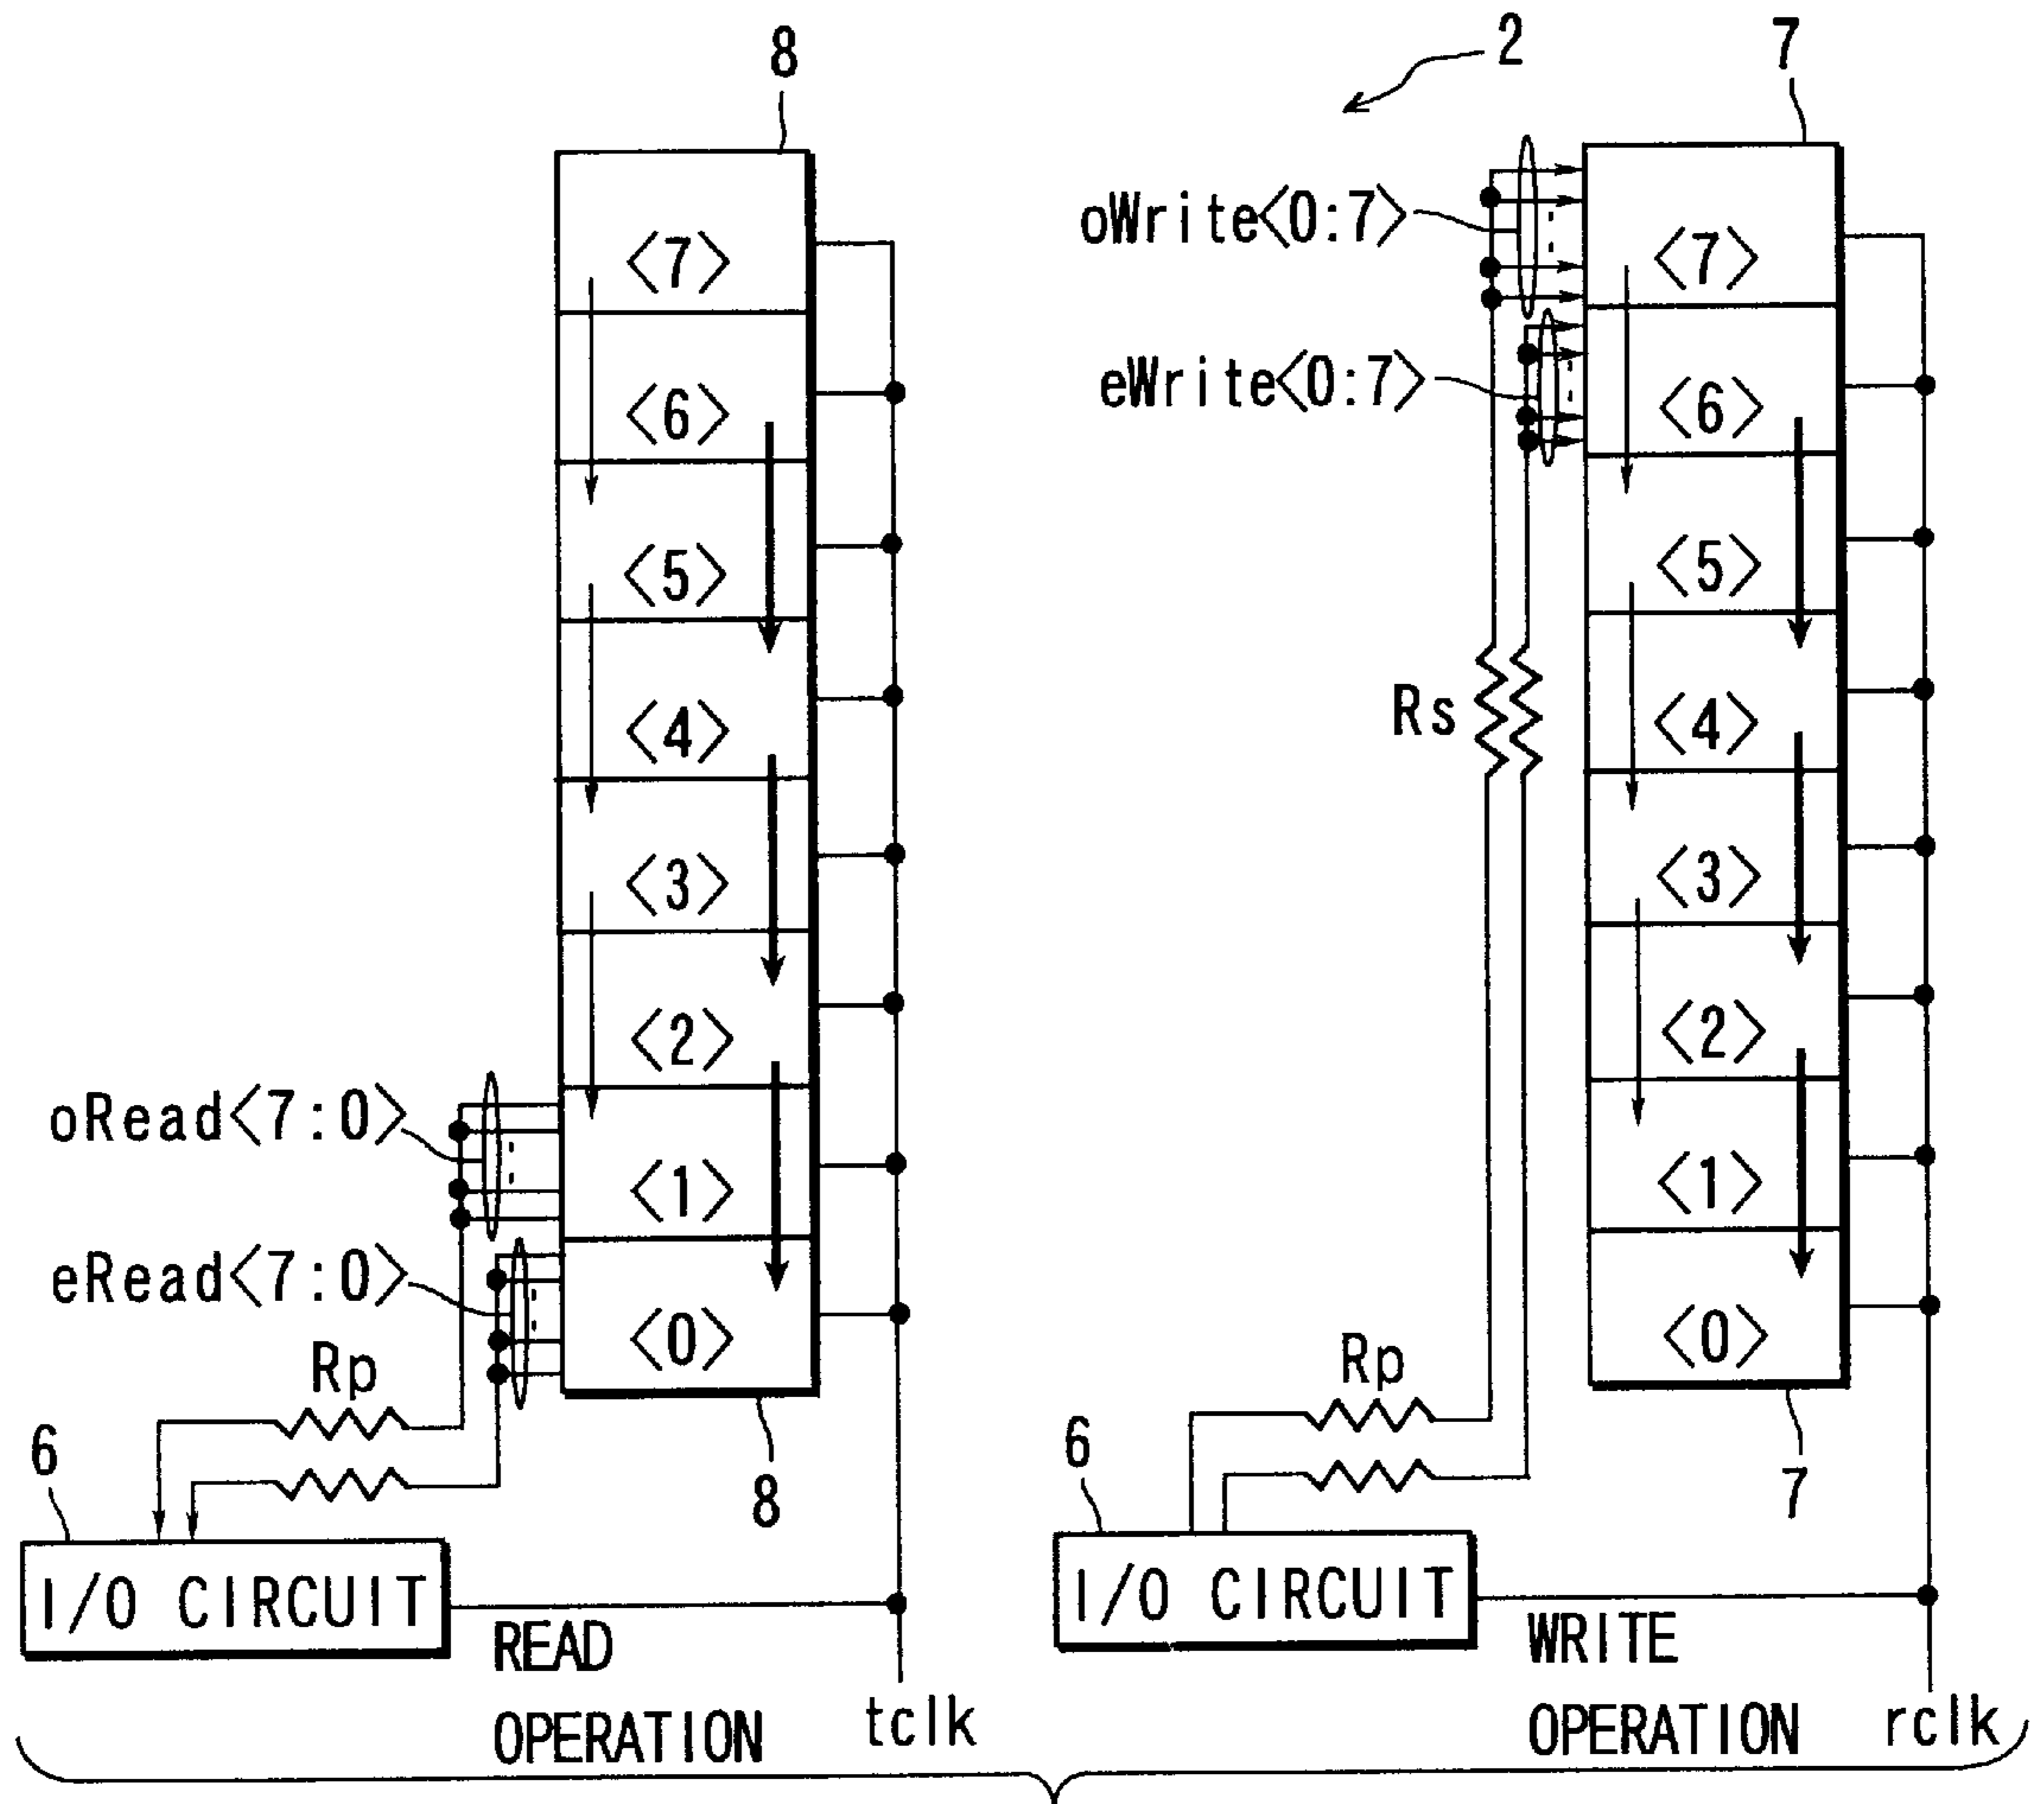 8
2
7
oWrite<0:7>
eWrite<0:7>
<7>
<6>
<5>
<4>
<3>
<2>
<1>
<0>
oRead<7:0>
eRead<7:0>
Rp
6
8
I/O CIRCUIT
READ
OPERATION
tclk
<7>
<6>
<5>
<4>
<3>
<2>
<1>
<0>
Rs
Rp
6
7
I/O CIRCUIT
WRITE
OPERATION
rclk